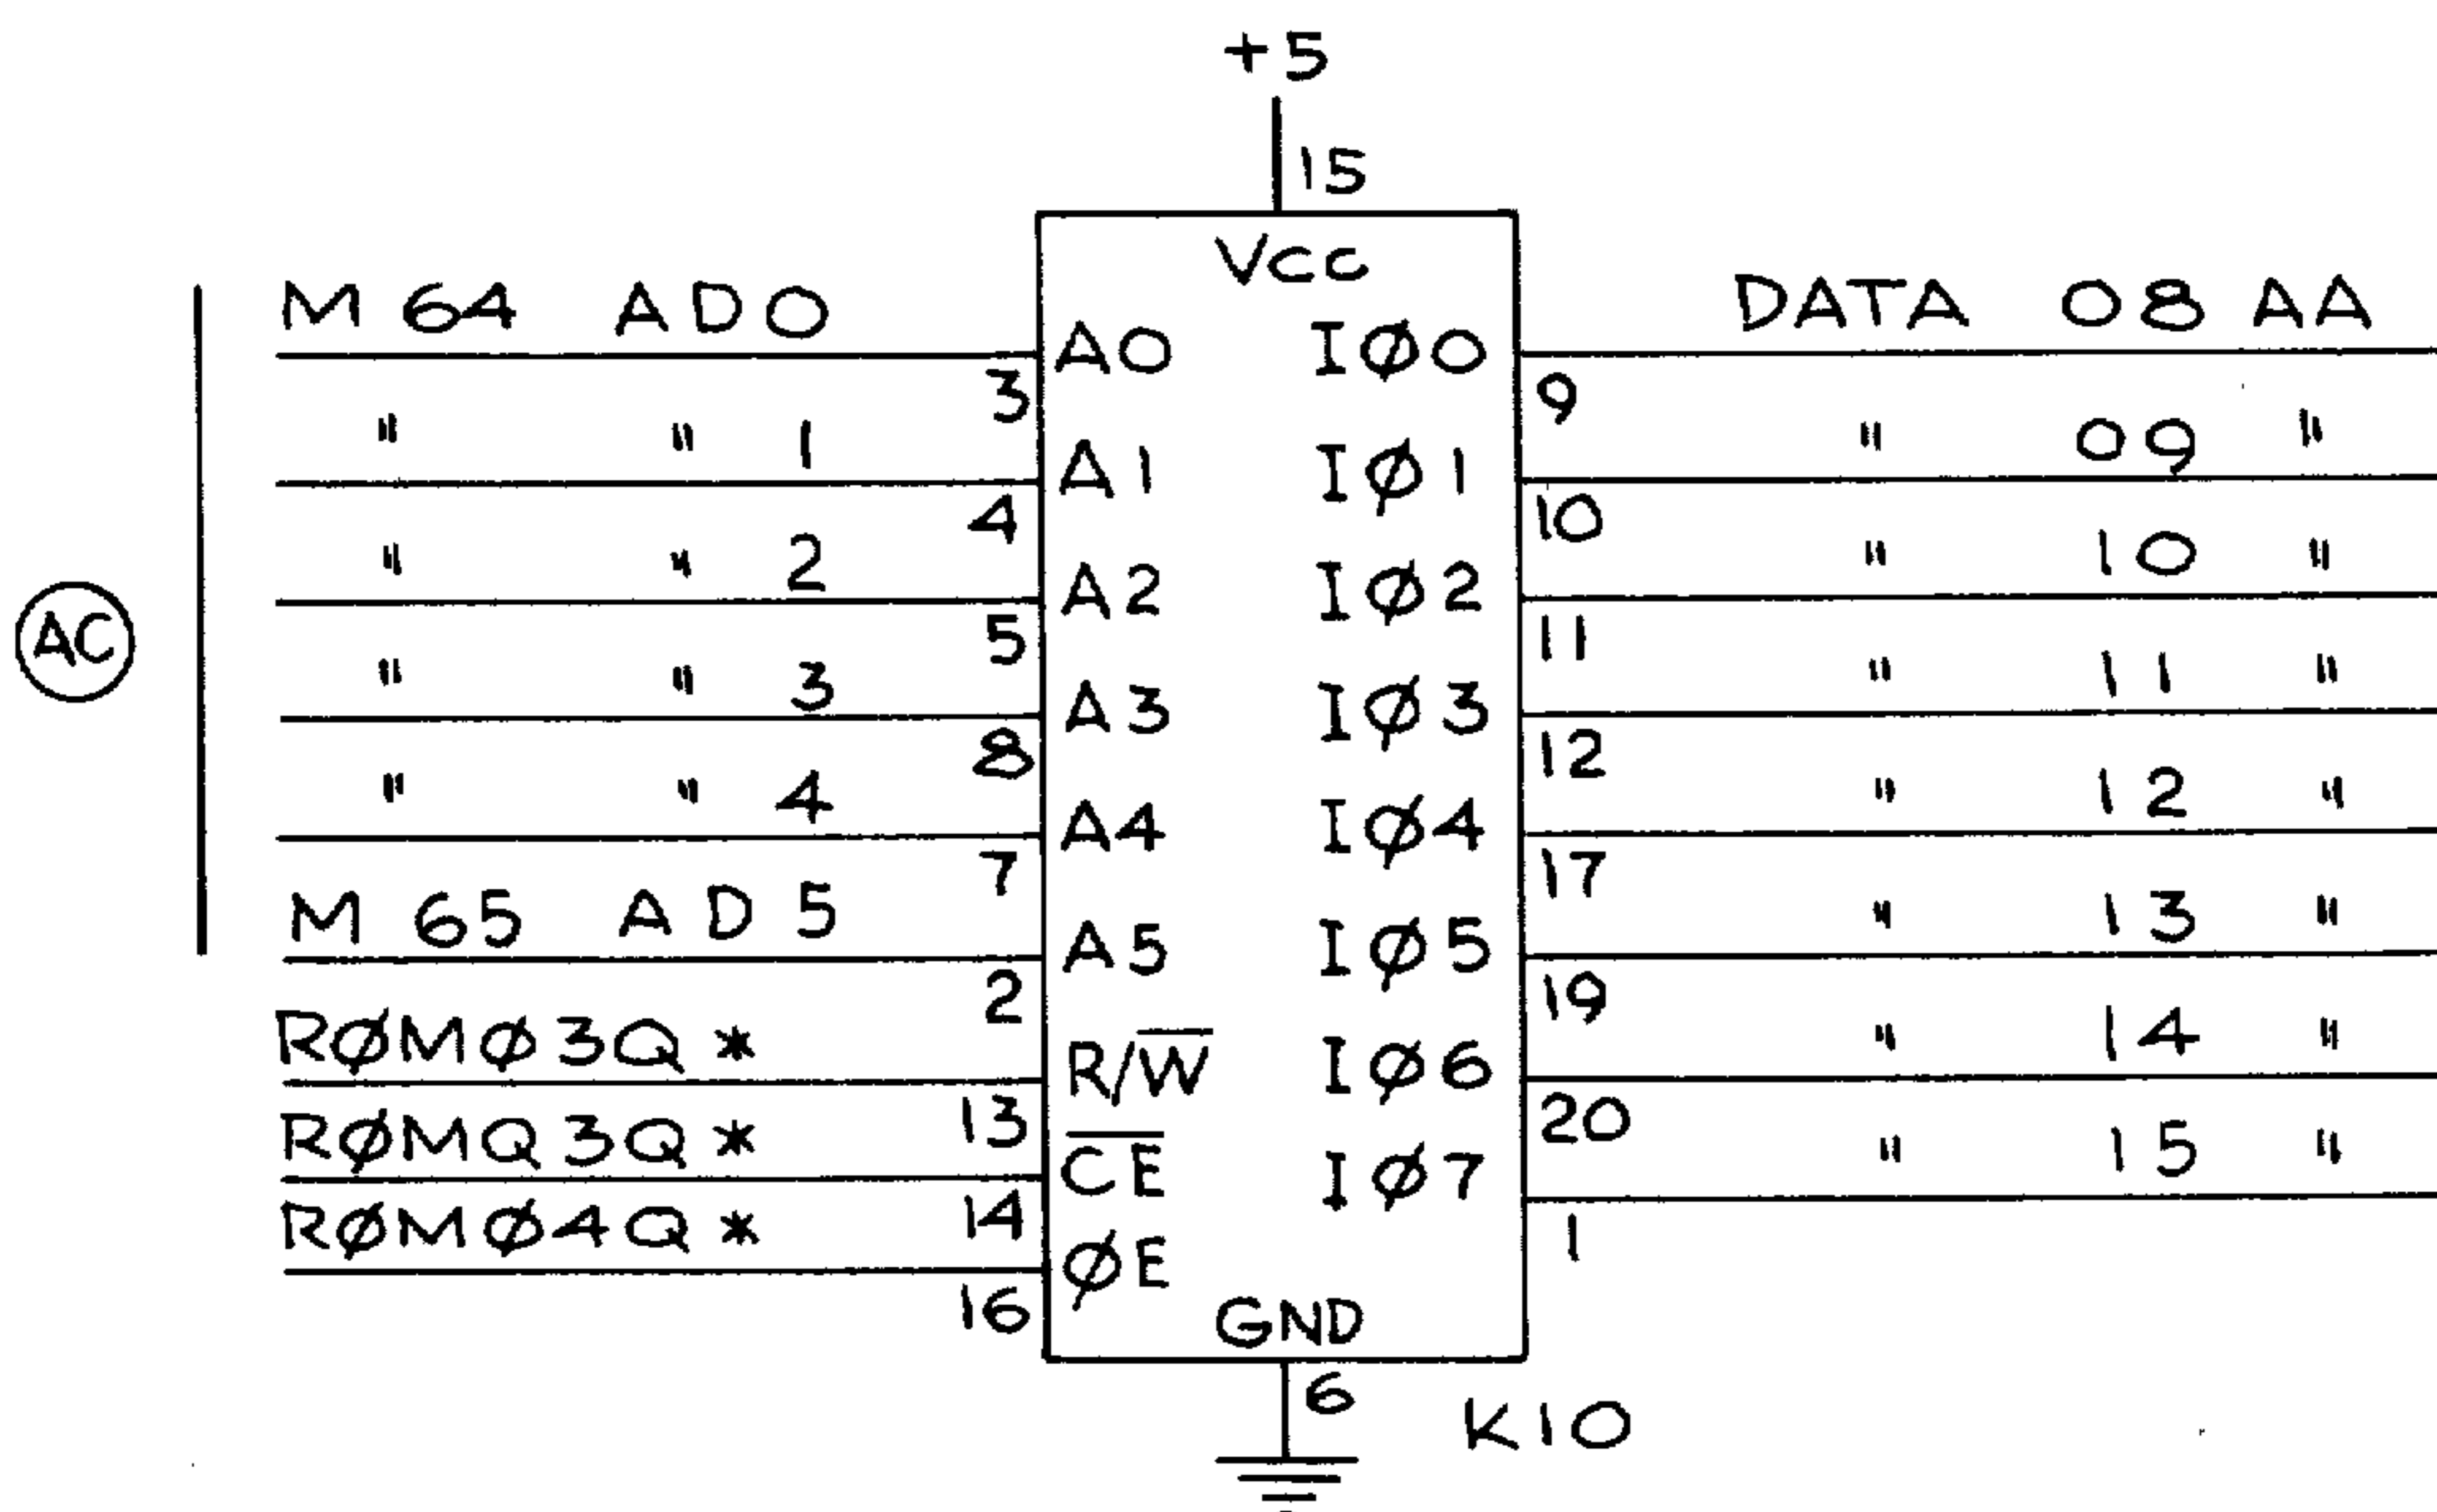 +5
15
Vcc
M 64 AD0 A0 IØ0 DATA 08 AA
3 9
" " 1 A1 IØ1 " 09 "
4 10
" " 2 A2 IØ2 " 10 "
5 11
AC
" " 3 A3 IØ3 " 11 "
8 12
" " 4 A4 IØ4 " 12 "
7 17
M 65 AD5 A5 IØ5 " 13 "
2 19
RØMØ3Q* R/W̅ IØ6 " 14 "
13 20
RØMQ3Q* C̅E̅ IØ7 " 15 "
14 1
RØMØ4Q* ØE
16
GND
6
K10